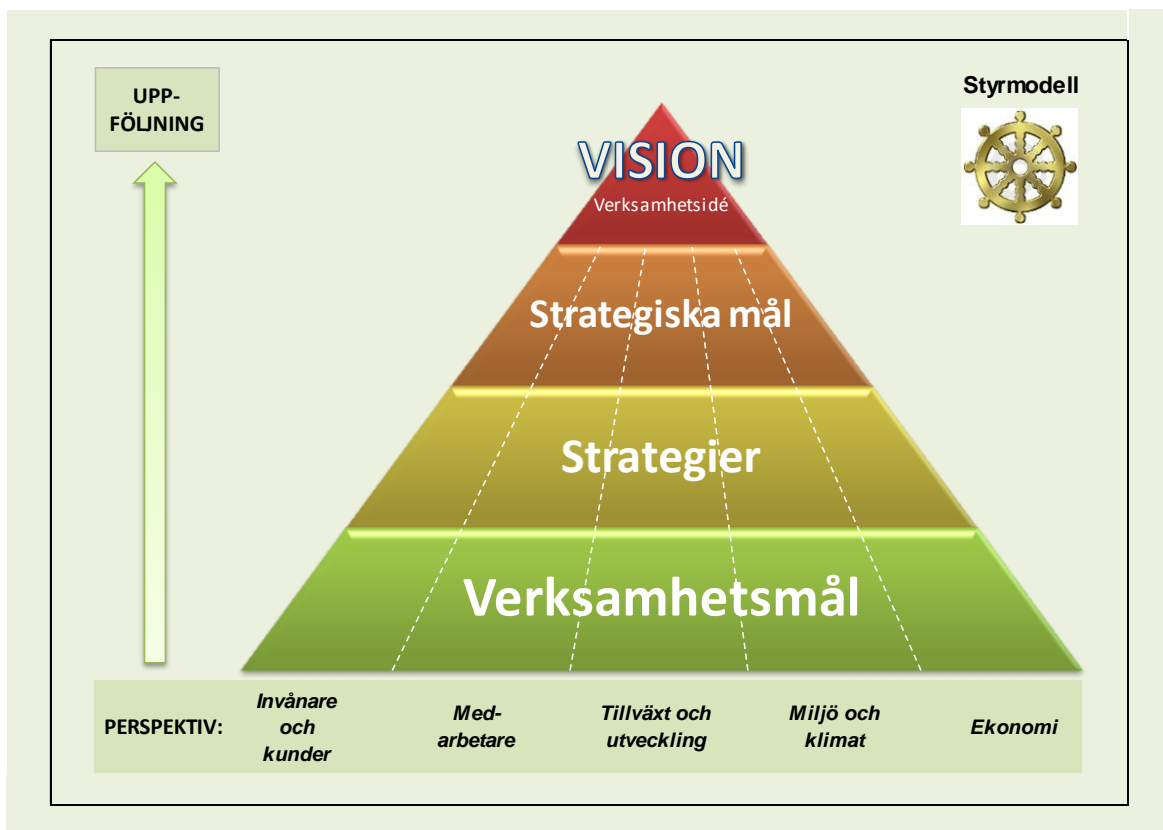 UPP-
FÖLJNING
Styrmodell
VISION
Verksamhetsidé
Strategiska mål
Strategier
Verksamhetsmål
PERSPEKTIV:
Invånare
och
kunder
Med-
arbetare
Tillväxt och
utveckling
Miljö och
klimat
Ekonomi